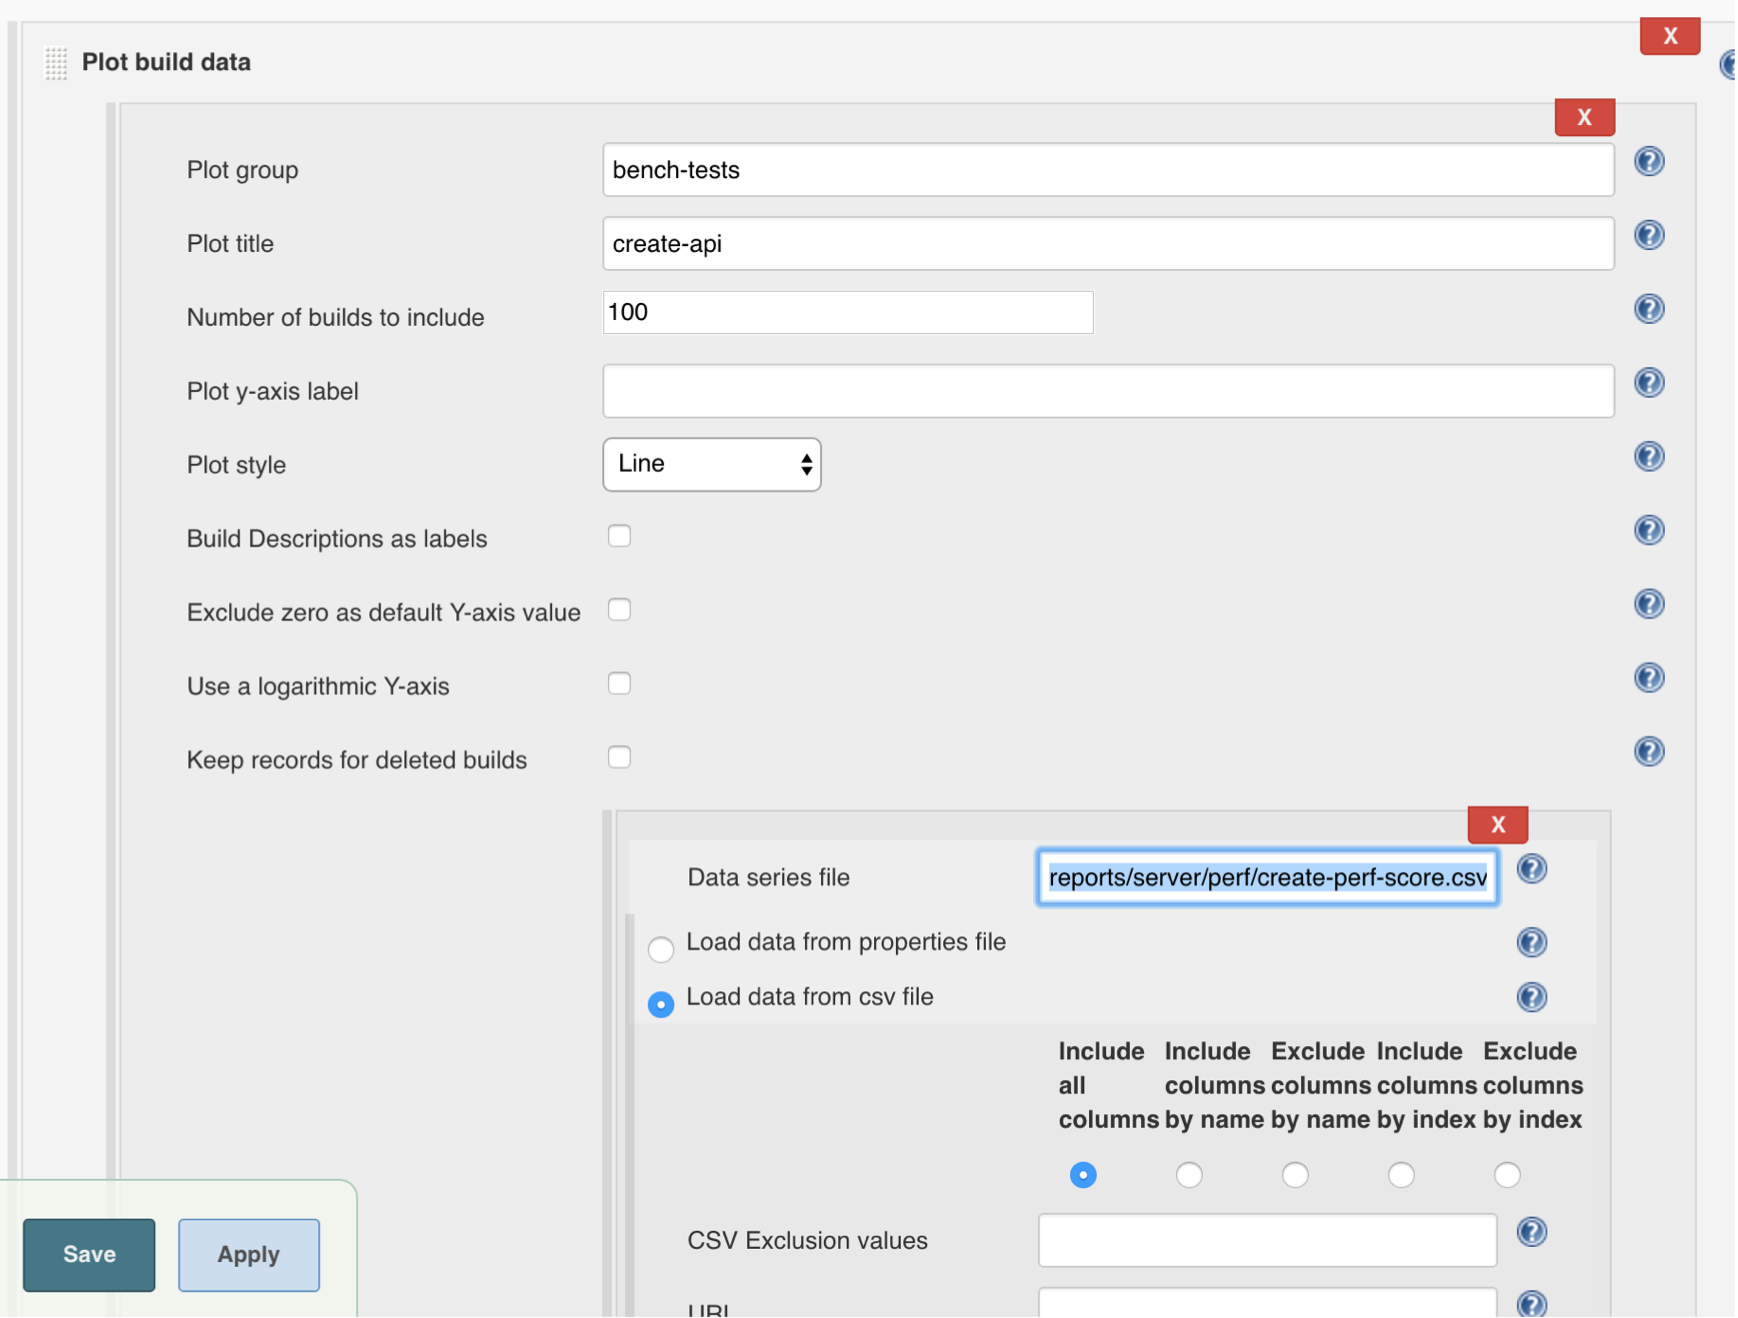 X
Plot build data
X
Plot group
bench-tests
?
Plot title
create-api
?
Number of builds to include
100
?
Plot y-axis label
?
Plot style
Line
?
Build Descriptions as labels
?
Exclude zero as default Y-axis value
?
Use a logarithmic Y-axis
?
Keep records for deleted builds
?
X
Data series file
reports/server/perf/create-perf-score.csv
?
Load data from properties file
?
Load data from csv file
?
Include Include Exclude Include Exclude
all columns columns columns columns
columns by name by name by index by index
CSV Exclusion values
?
URL
?
Save
Apply